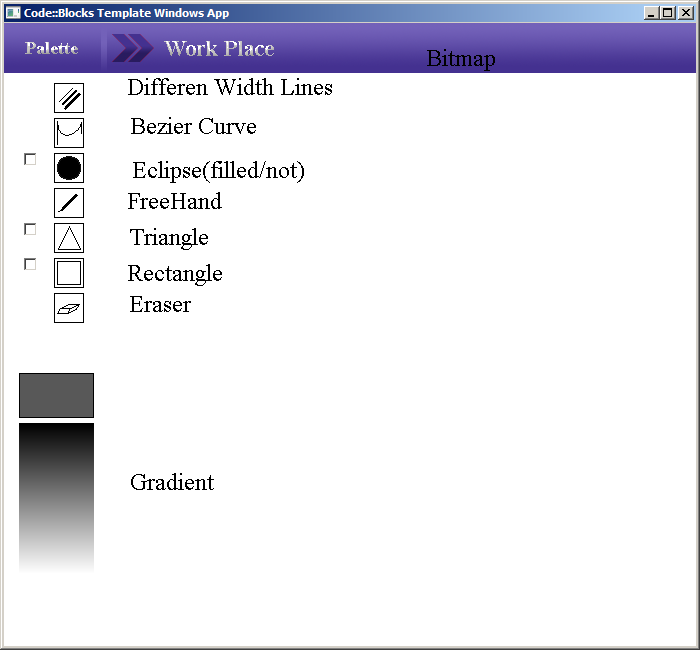 Code::Blocks Template Windows App
Palette
Work Place
Bitmap
Differen Width Lines
Bezier Curve
Eclipse(filled/not)
FreeHand
Triangle
Rectangle
Eraser
Gradient